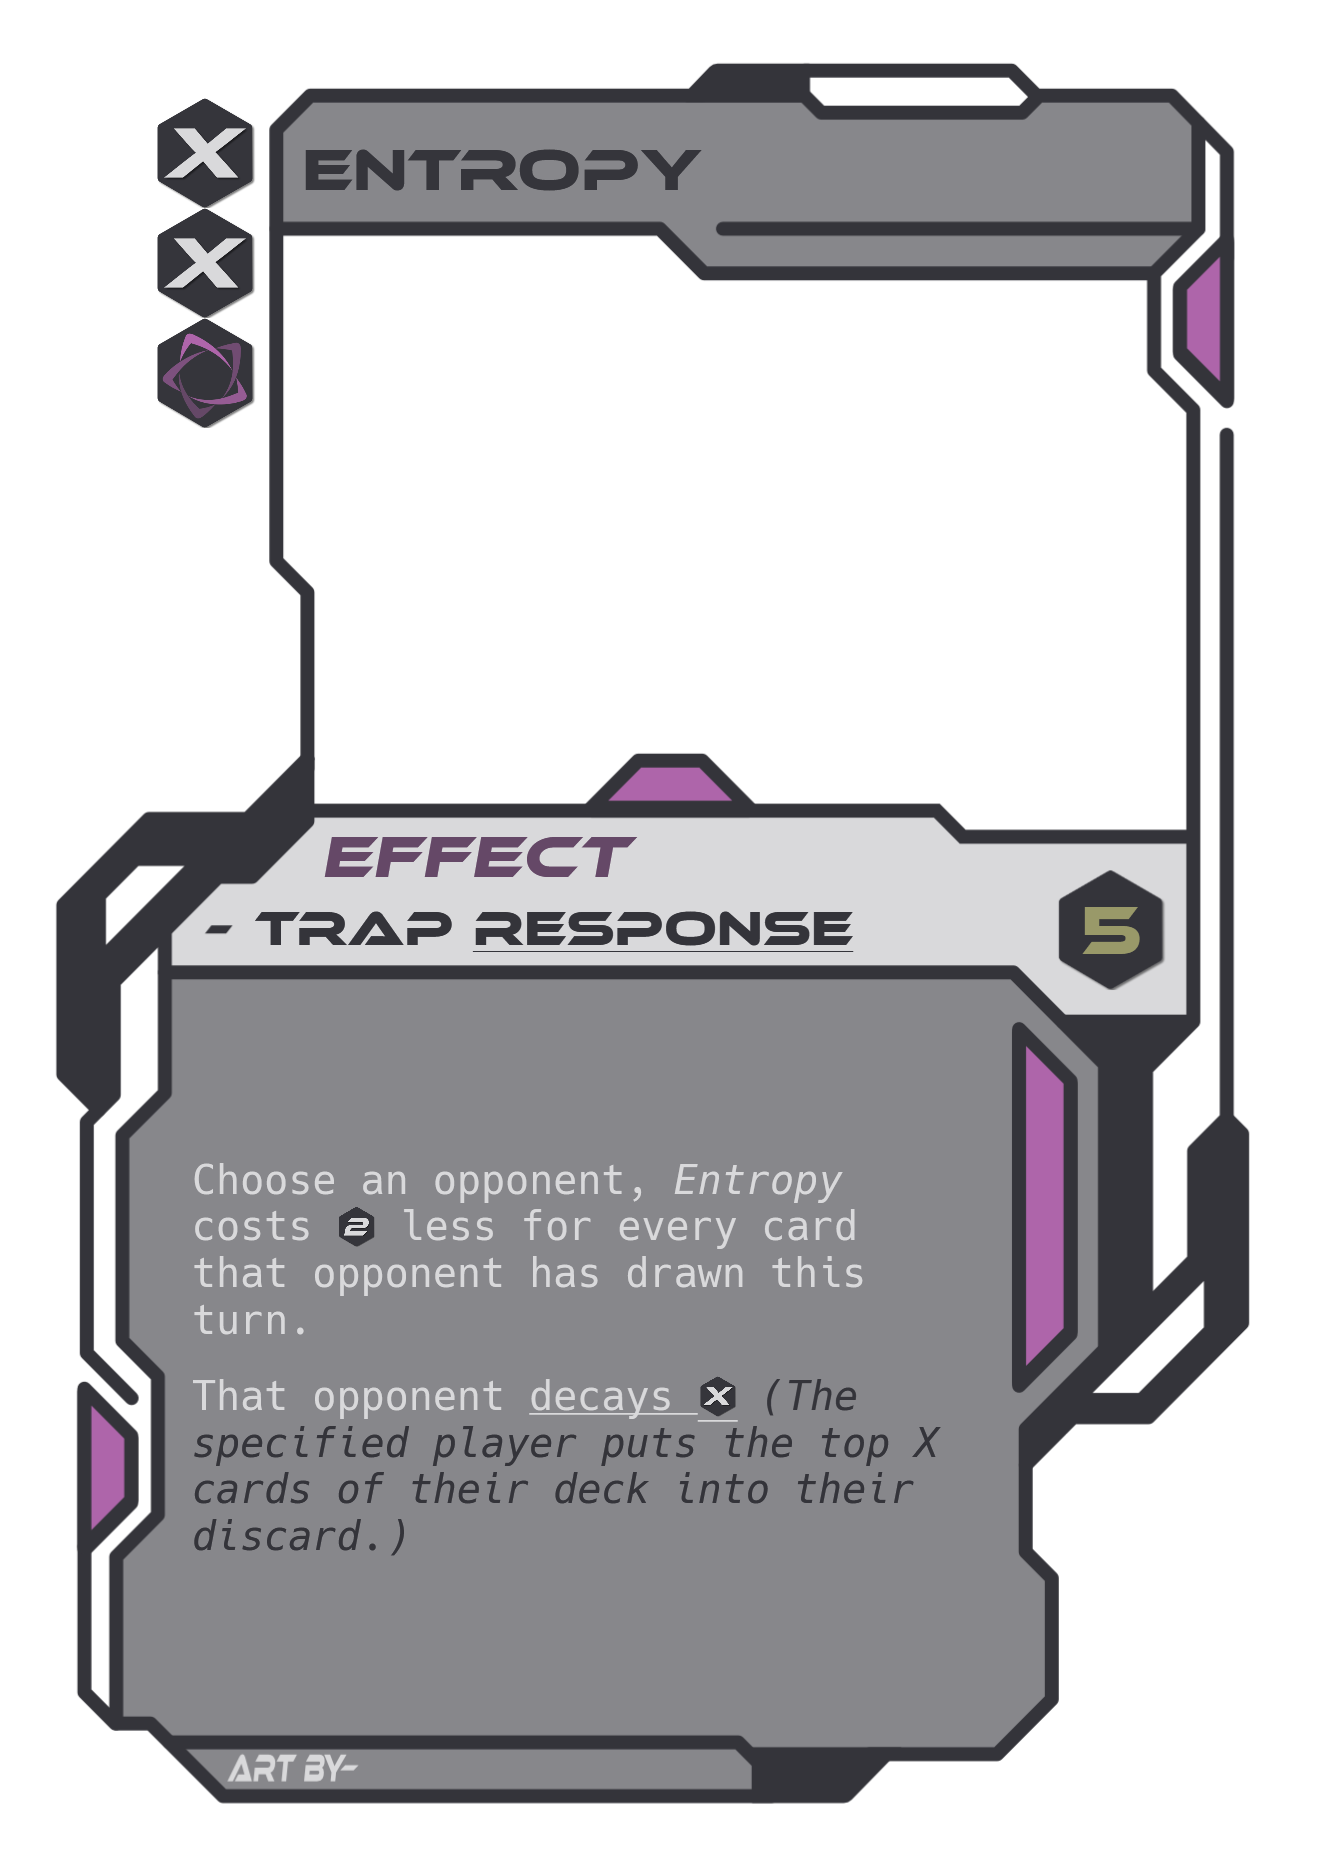 X
ENTROPY
X
EFFECT
- TRAP RESPONSE
5
Choose an opponent, Entropy
costs 2 less for every card
that opponent has drawn this
turn.
That opponent decays X (The
specified player puts the top X
cards of their deck into their
discard.)
ART BY-